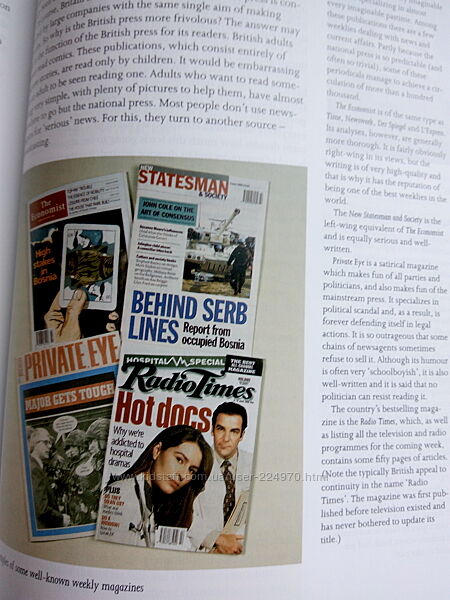 large companies with the same single aim of making
so why is the British press more frivolous? The answer may
function of the British press for its readers. British adults
read comics. These publications, which consist entirely of
are read only by children. It would be embarrassing
adult to be seen reading one. Adults who want to read some-
very simple, with plenty of pictures to help them, have almost
to go but the national press. Most people don't use news-
for 'serious' news. For this, they turn to another source –
The Economist
High
stakes
in
Bosnia
NEW
STATESMAN
& SOCIETY
JOHN COLE ON THE
ART OF CONSENSUS
BEHIND SERB
LINES Report from
occupied Bosnia
PRIVATE EYE
MAJOR GETS TOUGH
HOSPITAL SPECIAL
RadioTimes
Hot docs
Why we're
addicted to
hospital
dramas
PLUS
www.kidstaff.com.ua/user-224970.html
of some well-known weekly magazines
every imaginable pastime. Among
these publications there are a few
weeklies dealing with news and
current affairs. Partly because the
national press is so predictable (and
often so trivial), some of these
periodicals manage to achieve a cir-
culation of more than a hundred
thousand.
The Economist is of the same type as
Time, Newsweek, Der Spiegel and L'Express.
Its analyses, however, are generally
more thorough. It is fairly obviously
right-wing in its views, but the
writing is of very high-quality and
that is why it has the reputation of
being one of the best weeklies in the
world.
The New Statesman and Society is the
left-wing equivalent of The Economist
and is equally serious and well-
written.
Private Eye is a satirical magazine
which makes fun of all parties and
politicians, and also makes fun of the
mainstream press. It specializes in
political scandal and, as a result, is
forever defending itself in legal
actions. It is so outrageous that some
chains of newsagents sometimes
refuse to sell it. Although its humour
is often very 'schoolboyish', it is also
well-written and it is said that no
politician can resist reading it.
The country's bestselling maga-
zine is the Radio Times, which, as well
as listing all the television and radio
programmes for the coming week,
contains some fifty pages of articles.
(Note the typically British appeal to
continuity in the name 'Radio
Times'. The magazine was first pub-
lished before television existed and
has never bothered to update its
title.)